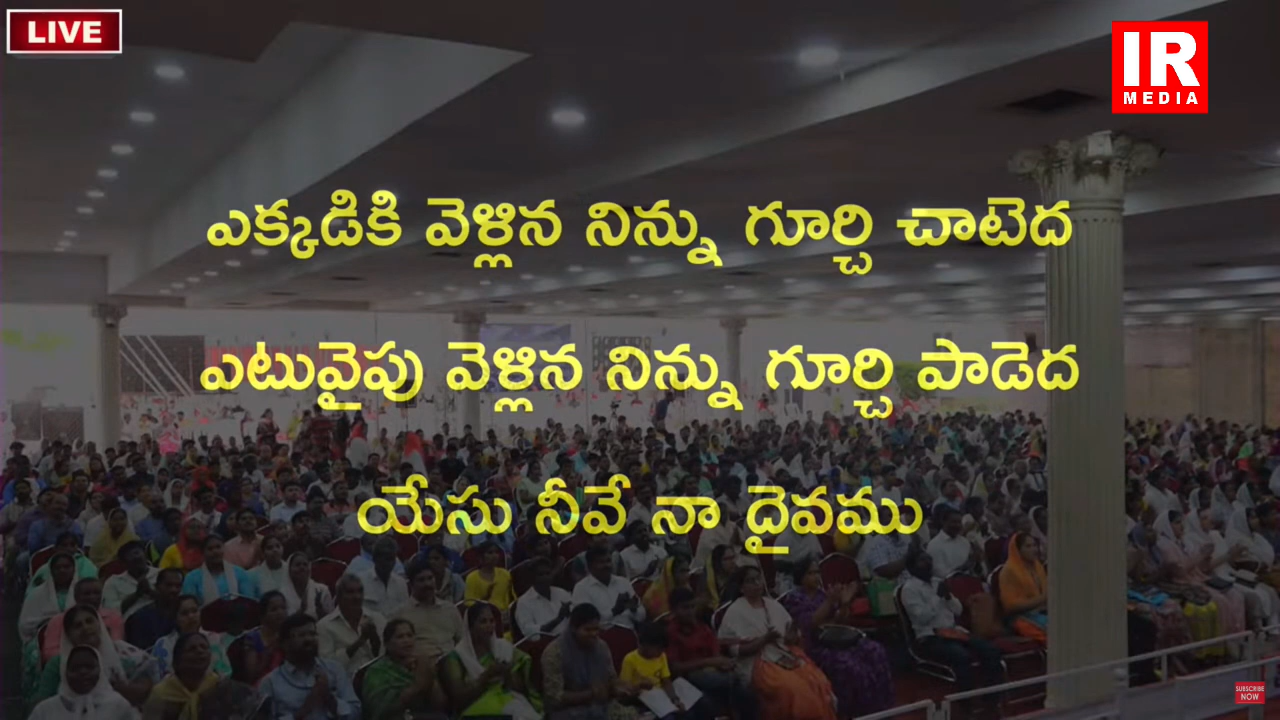 LIVE
IR
MEDIA
ఎక్కడికి వెళ్లిన నిన్ను గూర్చి చాటెద
ఎటువైపు వెళ్లిన నిన్ను గూర్చి పాడెద
యేసు నీవే నా దైవము
SUBSCRIBE
NOW